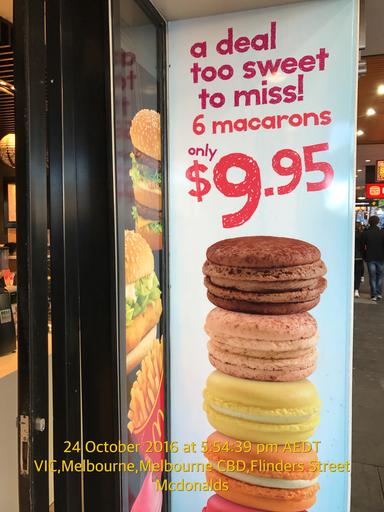 a deal
too sweet
to miss!
6 macarons
only
$9.95
24 October 2016 at 5:54:39 pm AEDT
VIC,Melbourne,Melbourne CBD,Flinders Street
Mcdonalds